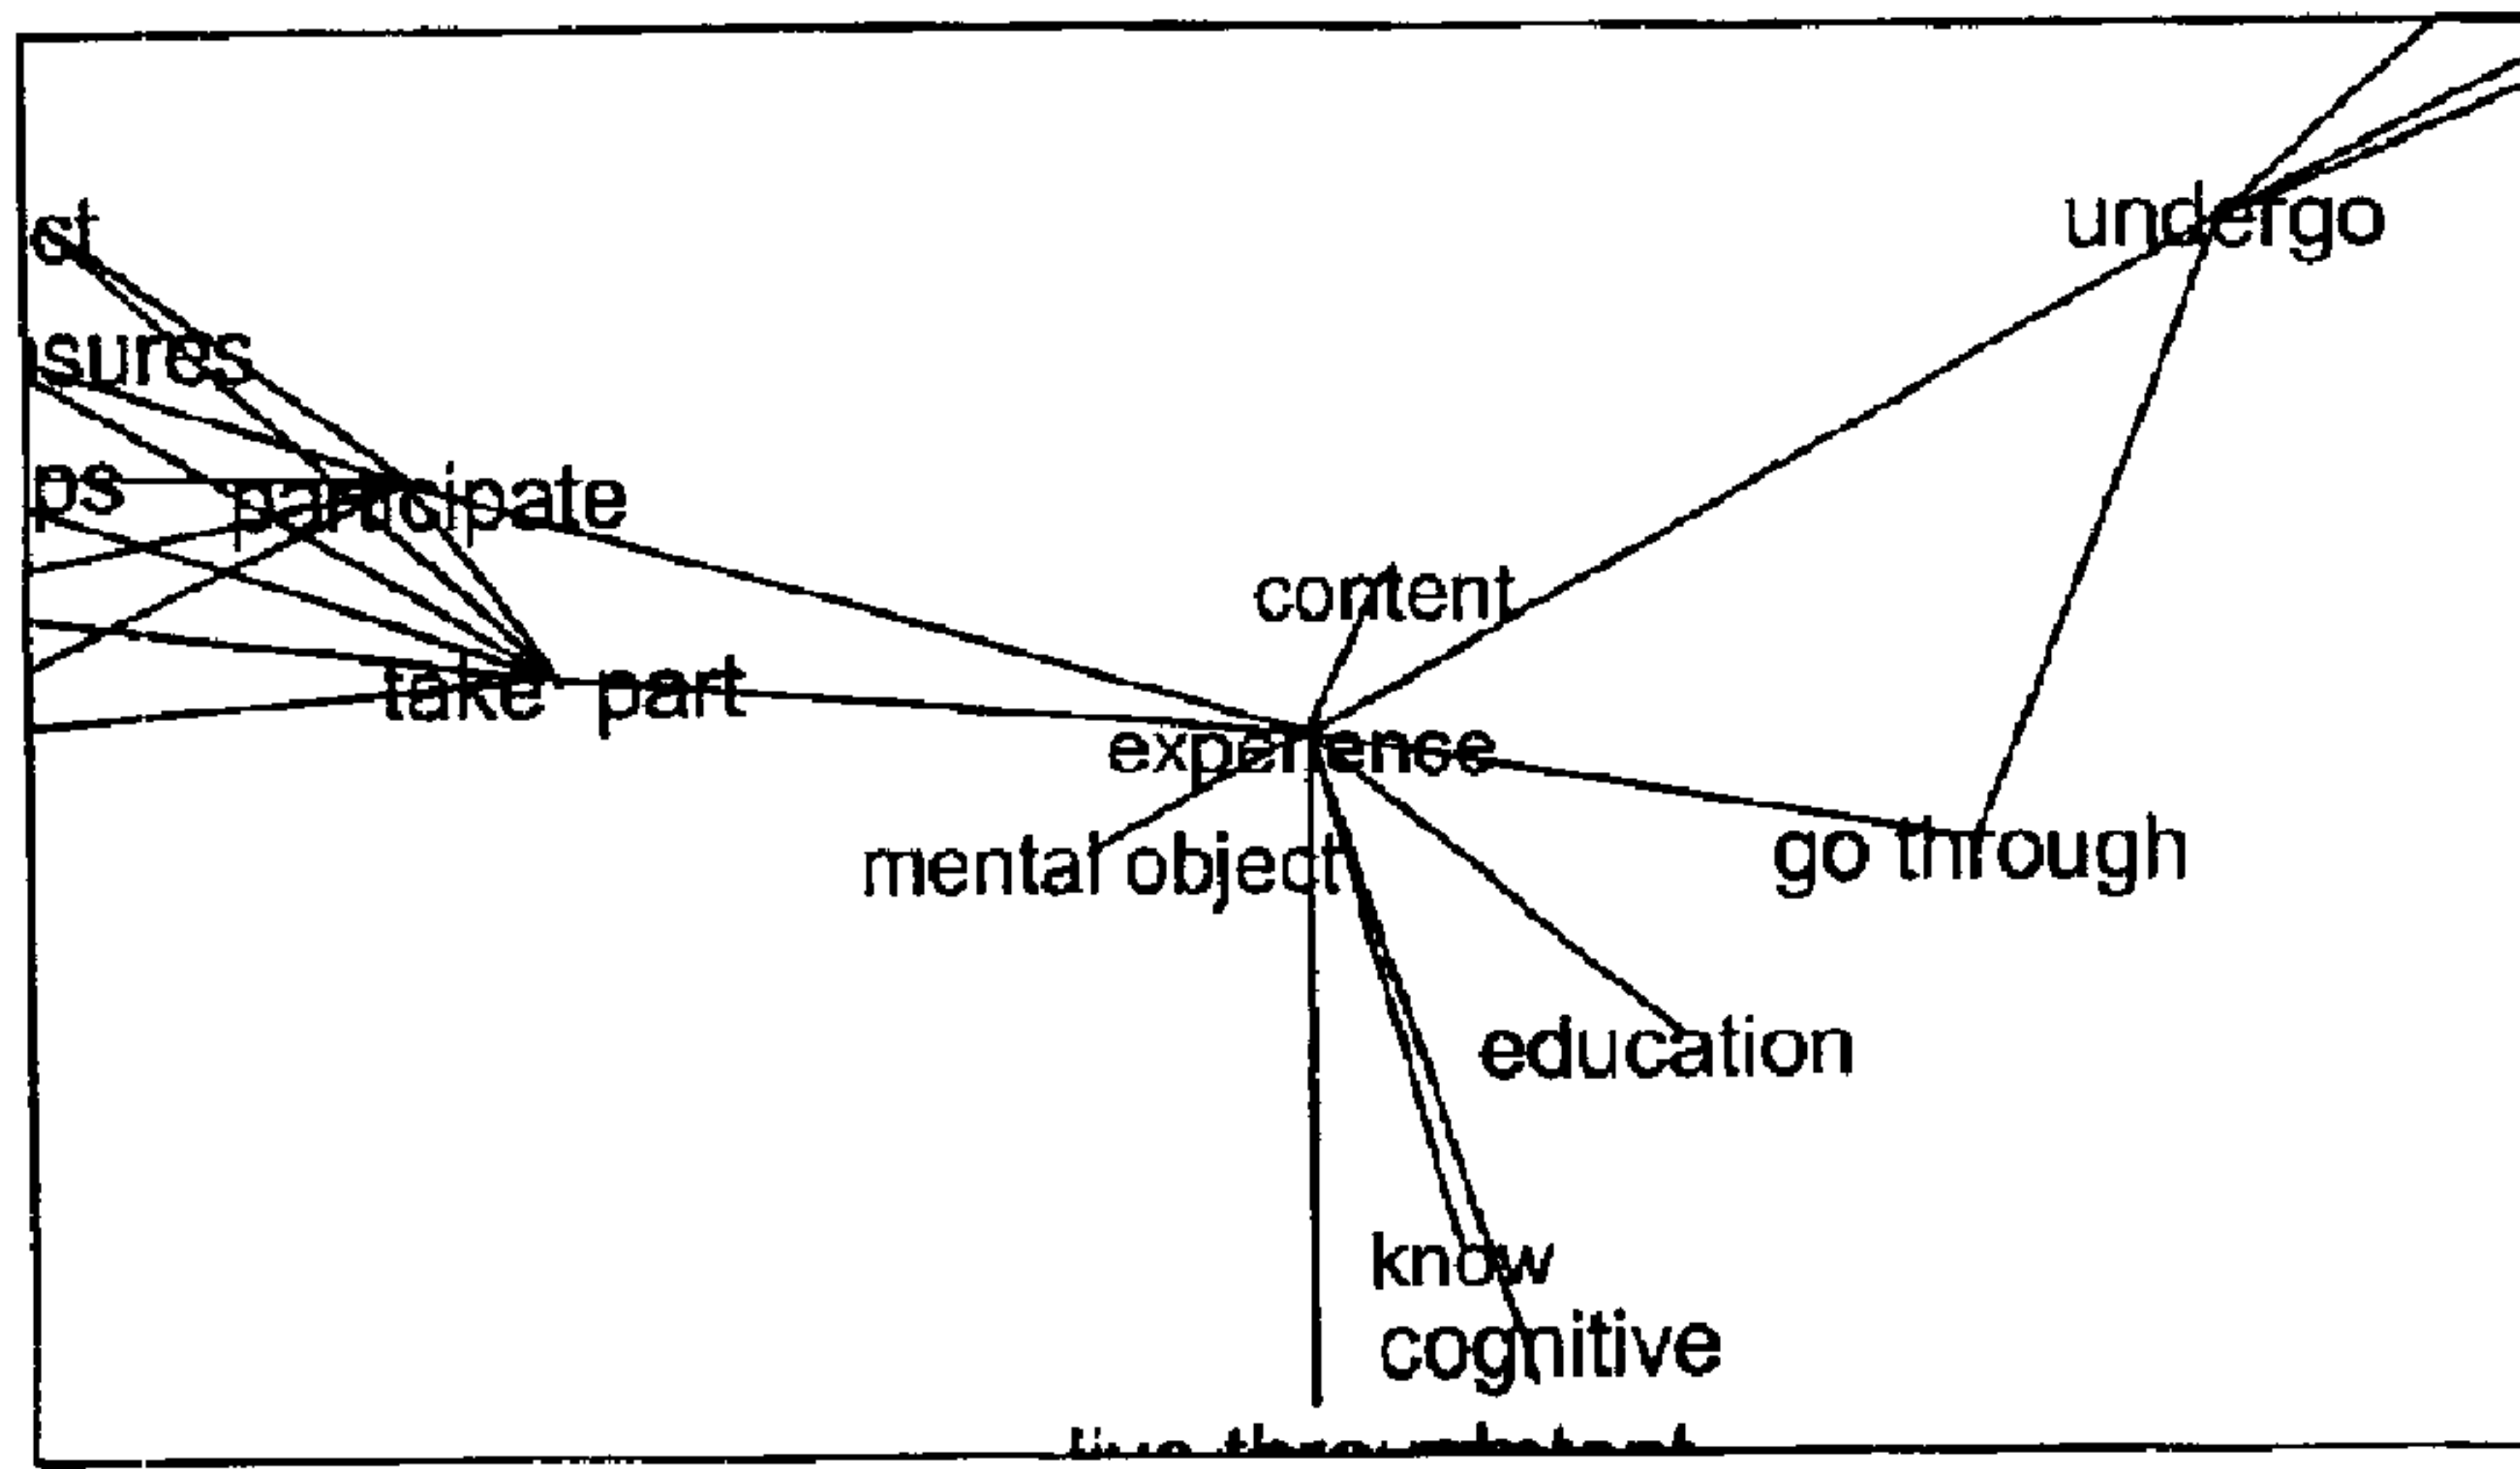 st
undergo
sures
ps
participate
content
take part
experience
mental object
go through
education
know
cognitive